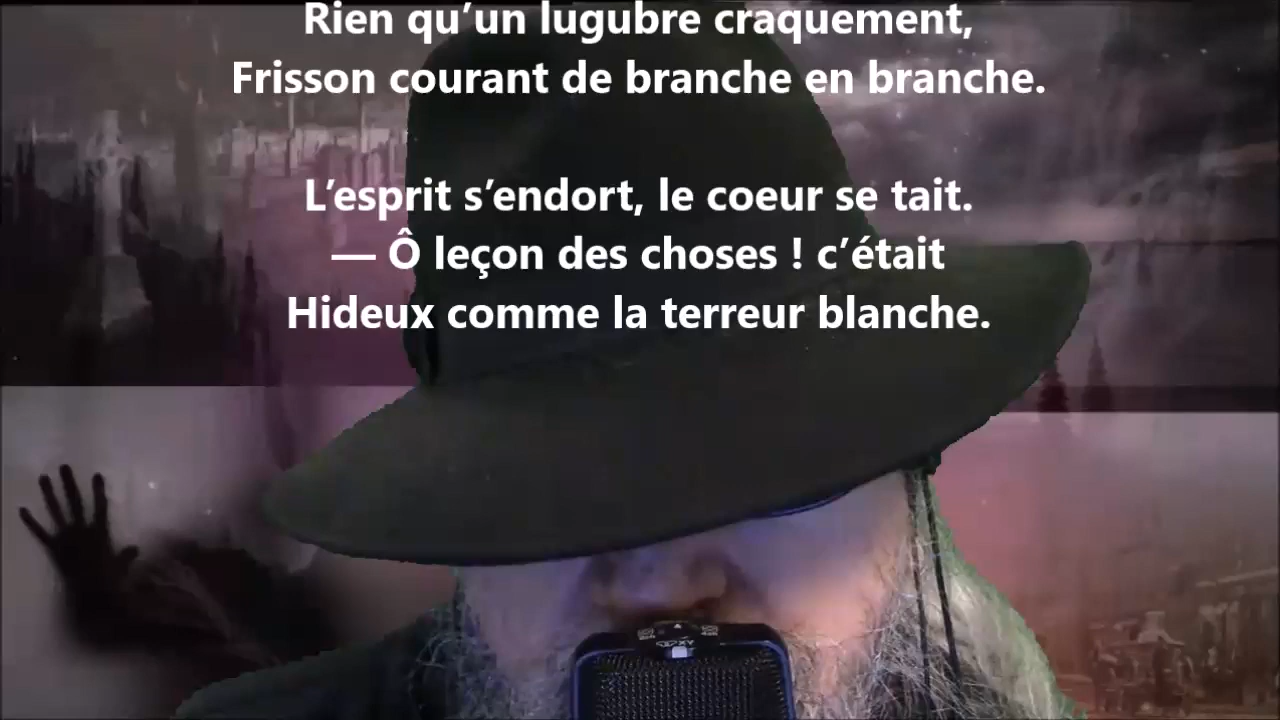 Rien qu’un lugubre craquement,
Frisson courant de branche en branche.
L’esprit s’endort, le coeur se tait.
— Ô leçon des choses ! c’était
Hideux comme la terreur blanche.
XY